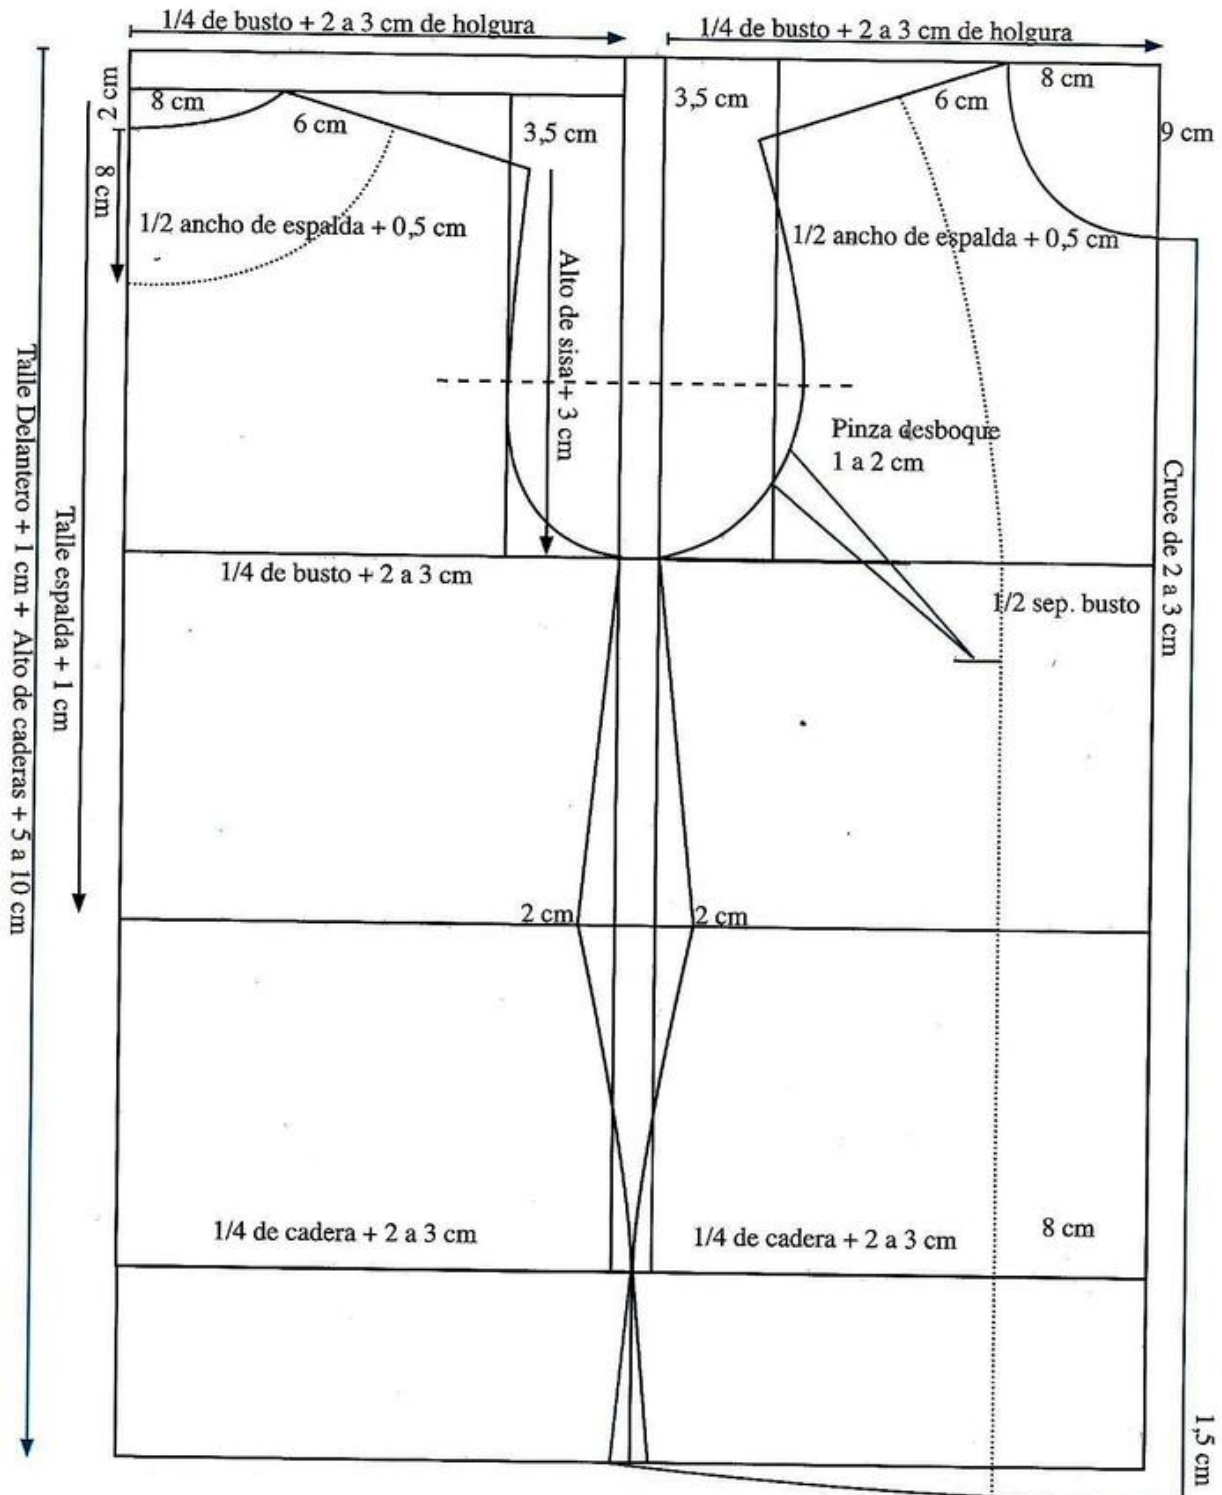 1/4 de busto + 2 a 3 cm de holgura
1/4 de busto + 2 a 3 cm de holgura
2 cm
8 cm
6 cm
3,5 cm
3,5 cm
6 cm
8 cm
9 cm
8 cm
1/2 ancho de espalda + 0,5 cm
1/2 ancho de espalda + 0,5 cm
Alto de sisa + 3 cm
Pinza desboque
1 a 2 cm
Talle Delantero + 1 cm + Alto de caderas + 5 a 10 cm
Talle espalda + 1 cm
Cruce de 2 a 3 cm
1/4 de busto + 2 a 3 cm
1/2 sep. busto
2 cm
2 cm
1/4 de cadera + 2 a 3 cm
1/4 de cadera + 2 a 3 cm
8 cm
1,5 cm